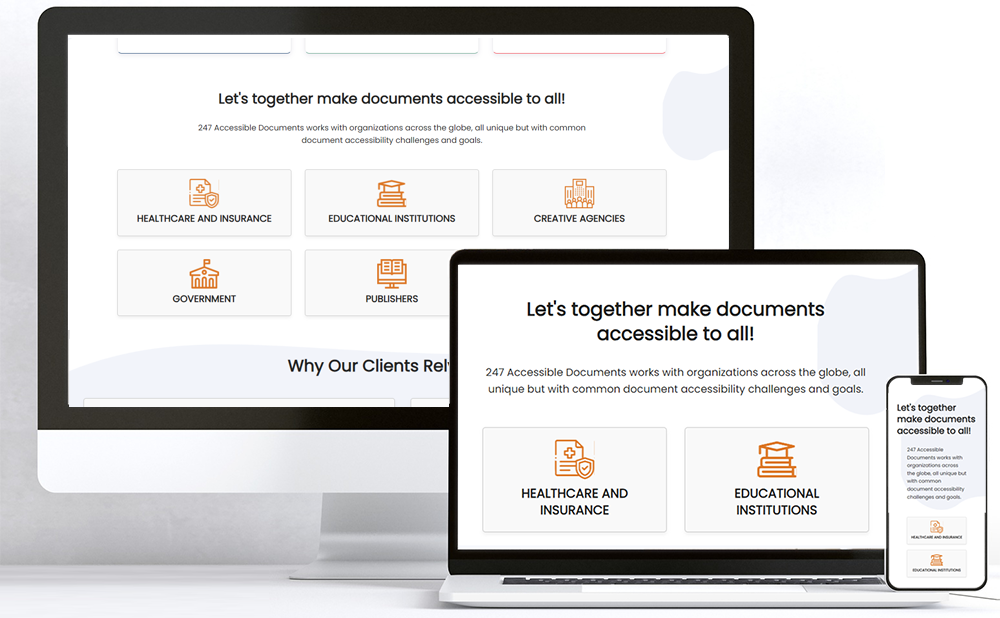 Let's together make documents accessible to all!
247 Accessible Documents works with organizations across the globe, all unique but with common
document accessibility challenges and goals.
HEALTHCARE AND INSURANCE
EDUCATIONAL INSTITUTIONS
CREATIVE AGENCIES
GOVERNMENT
PUBLISHERS
Why Our Clients Rel
Let's together make documents
accessible to all!
247 Accessible Documents works with organizations across the globe, all
unique but with common document accessibility challenges and goals.
HEALTHCARE AND
INSURANCE
EDUCATIONAL
INSTITUTIONS
Let's together
make documents
accessible to all!
247 Accessible
Documents works with
organizations across
the globe, all unique but
with common
document accessibility
challenges and goals.
HEALTHCARE AND INSURANCE
EDUCATIONAL INSTITUTIONS